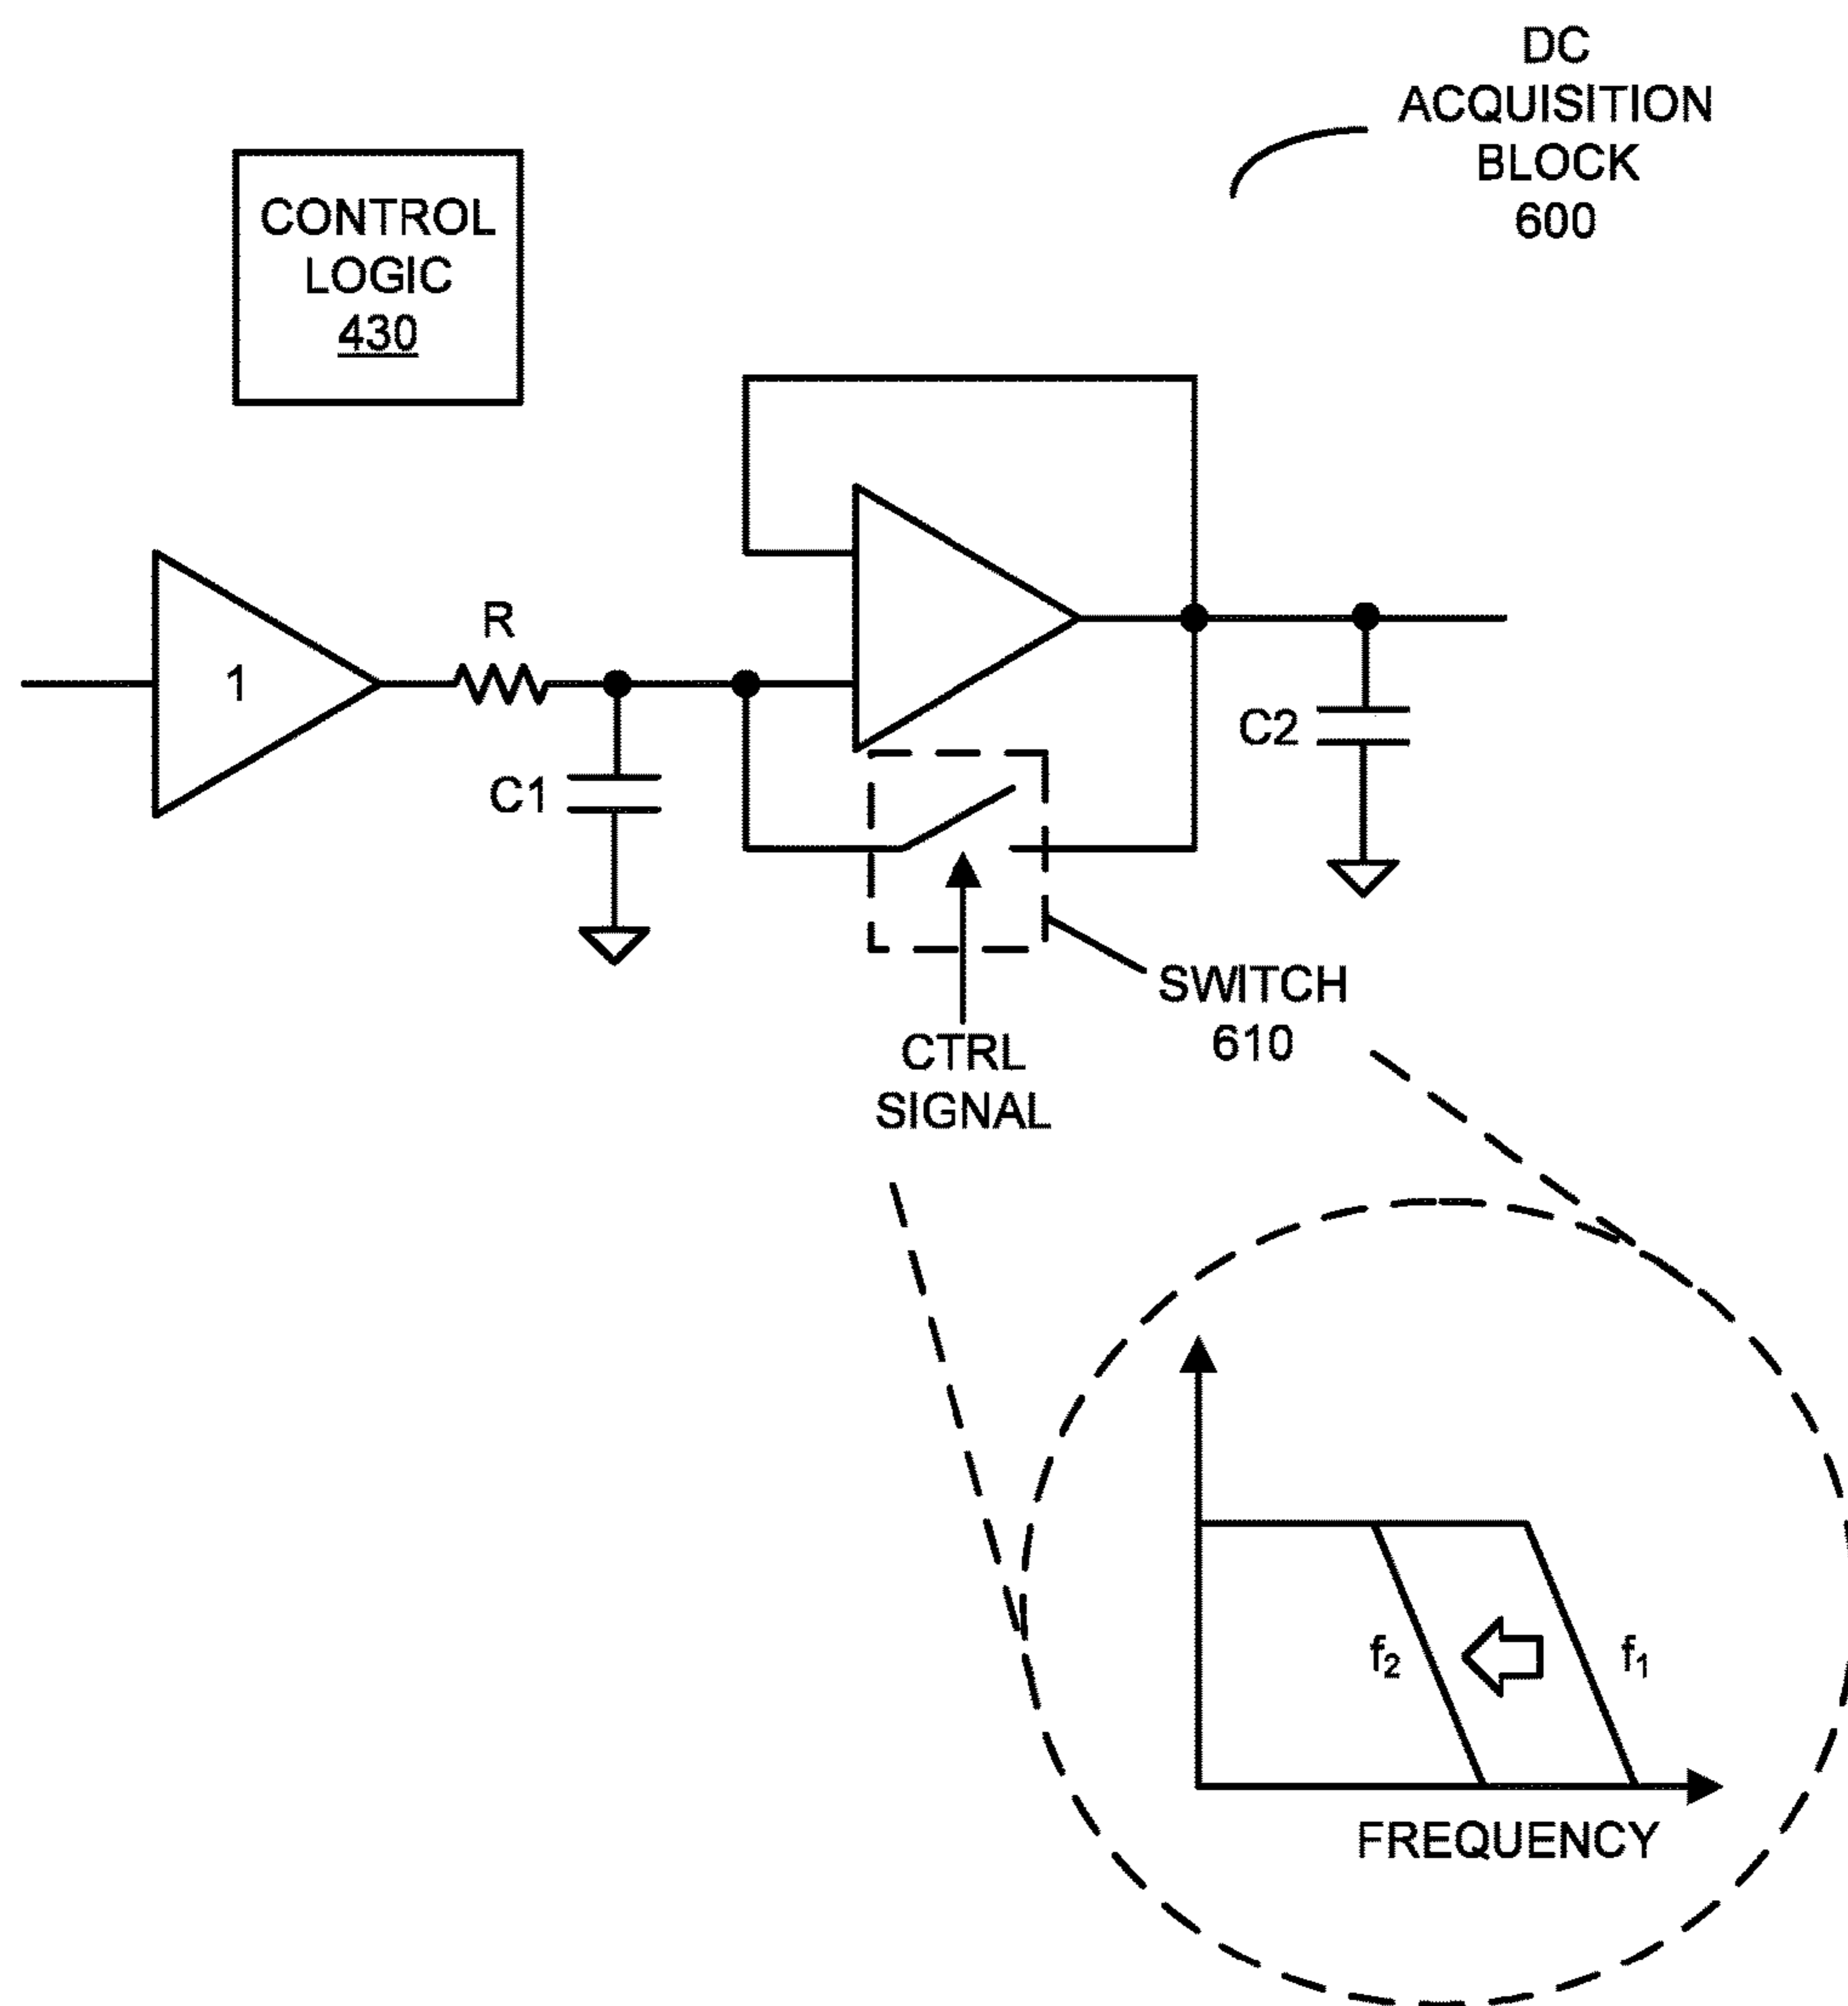 DC
ACQUISITION
BLOCK
600
CONTROL
LOGIC
430
1
R
C1
C2
SWITCH
610
CTRL
SIGNAL
f₂
f₁
FREQUENCY